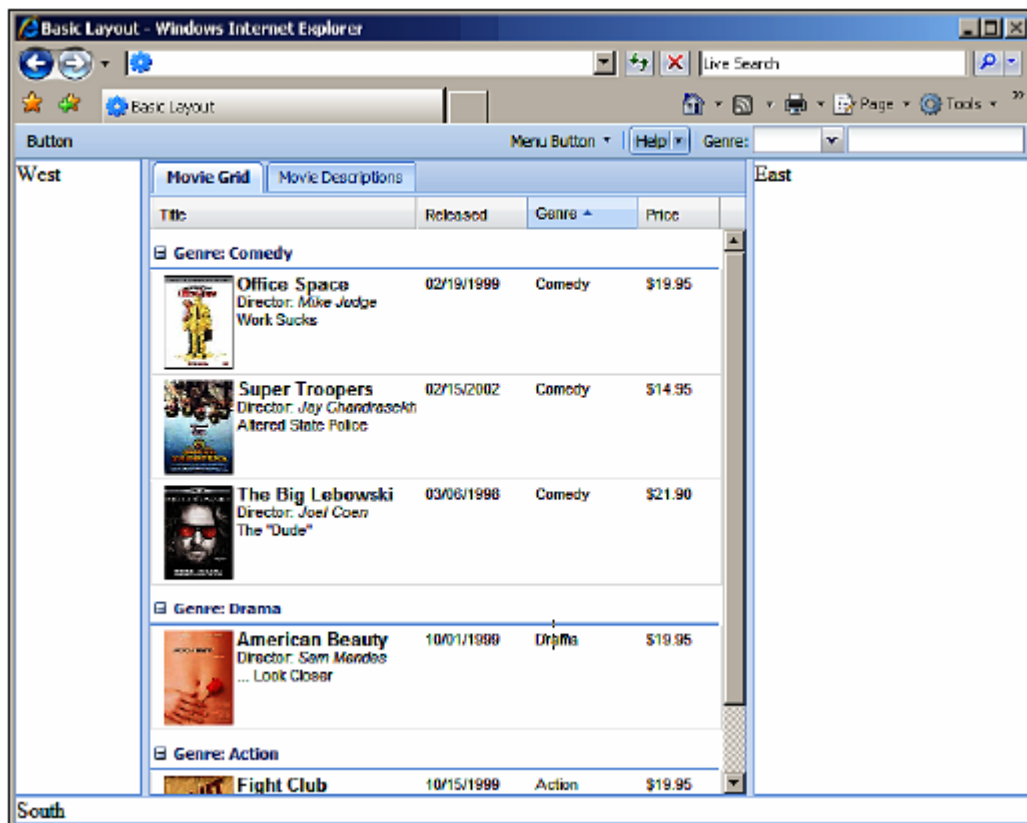 Basic Layout - Windows Internet Explorer
Live Search
Basic Layout
Page Tools
Button Menu Button Help Genre:
West
East
Movie Grid Movie Descriptions
Title Released Genre Price
Genre: Comedy
Office Space 02/19/1999 Comedy $19.95
Director: Mike Judge
Work Sucks
Super Troopers 02/15/2002 Comedy $14.95
Director: Jay Chandrasekh
Altered State Police
The Big Lebowski 03/06/1998 Comedy $21.90
Director: Joel Coen
The "Dude"
Genre: Drama
American Beauty 10/01/1999 Drama $19.95
Director: Sam Mendes
... Look Closer
Genre: Action
Fight Club 10/15/1999 Action $19.95
South